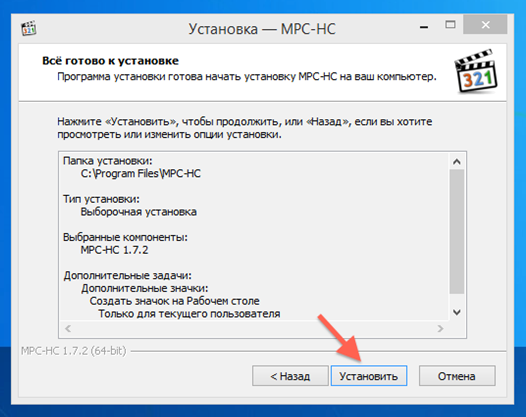 Установка — MPC-HC
Всё готово к установке
Программа установки готова начать установку MPC-HC на ваш компьютер.
321
Нажмите «Установить», чтобы продолжить, или «Назад», если вы хотите
просмотреть или изменить опции установки.
Папка установки:
C:\Program Files\MPC-HC
Тип установки:
Выборочная установка
Выбранные компоненты:
MPC-HC 1.7.2
Дополнительные задачи:
Дополнительные значки:
Создать значок на Рабочем столе
Только для текущего пользователя
MPC-HC 1.7.2 (64-bit)
< Назад
Установить
Отмена